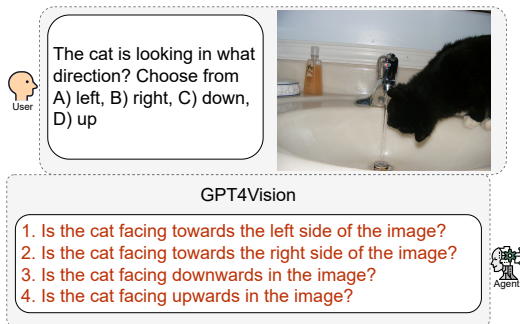 The cat is looking in what
direction? Choose from
A) left, B) right, C) down,
D) up
User
GPT4Vision
1. Is the cat facing towards the left side of the image?
2. Is the cat facing towards the right side of the image?
3. Is the cat facing downwards in the image?
4. Is the cat facing upwards in the image?
Agent